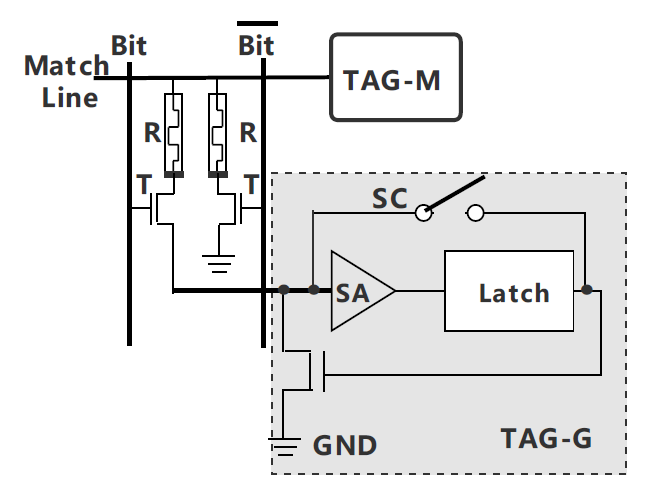 Bit
Bit
Match
Line
TAG-M
R
R
T
T
SC
SA
Latch
GND
TAG-G